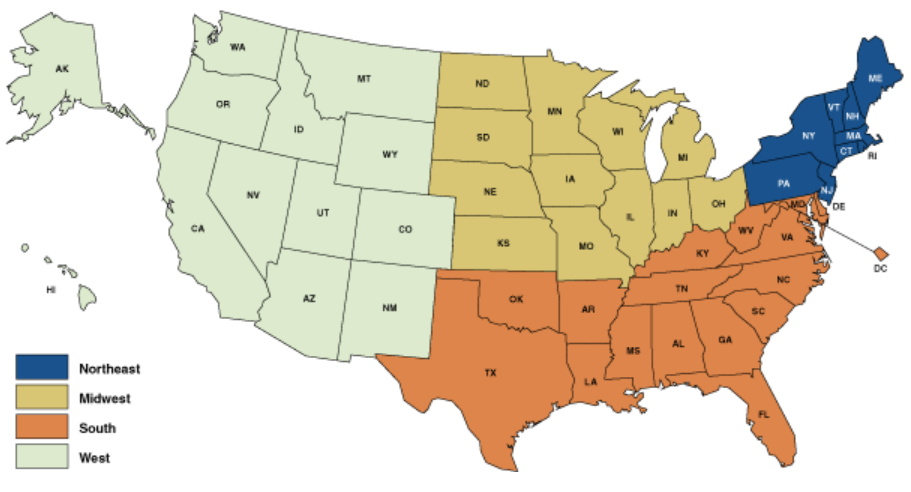 AK
WA
MT
ND
MN
ME
VT
NH
OR
ID
SD
WI
NY
MA
WY
MI
CT
RI
NE
IA
PA
NJ
NV
UT
CO
IL
IN
OH
MD
DE
CA
KS
MO
WV
VA
KY
DC
HI
AZ
NM
OK
AR
TN
NC
SC
MS
AL
GA
TX
LA
FL
Northeast
Midwest
South
West